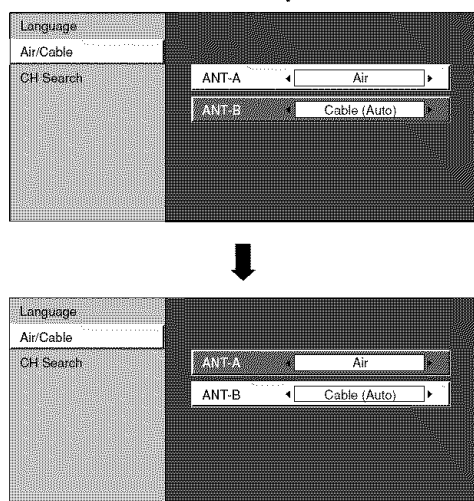 Language
Air/Cable
CH Search
ANT-A Air
ANT-B Cable (Auto)
Language
Air/Cable
CH Search
ANT-A Air
ANT-B Cable (Auto)